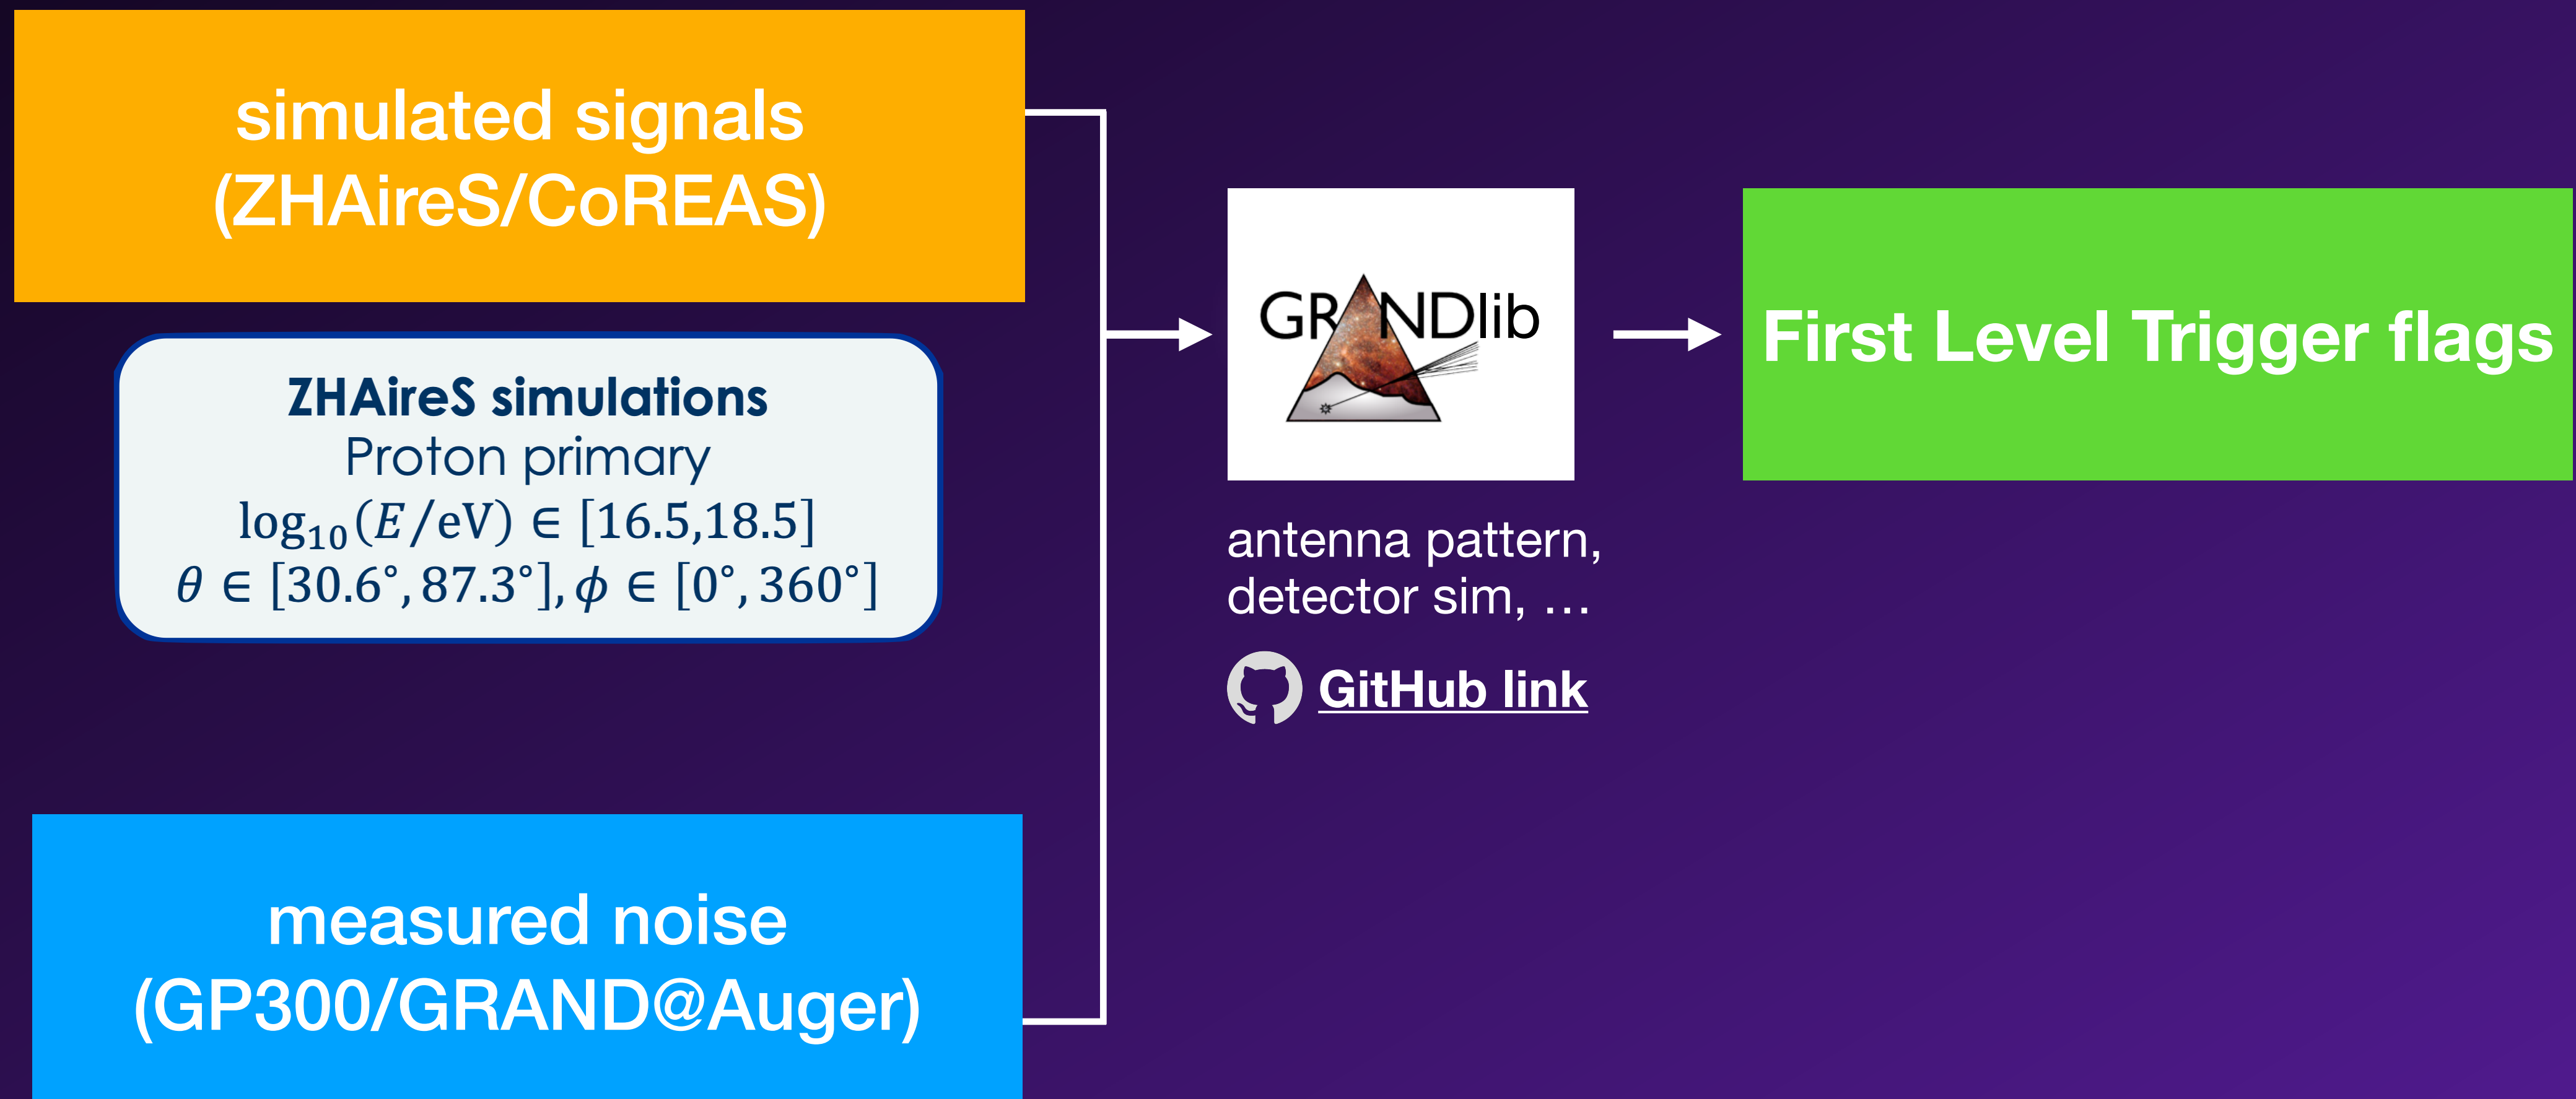 simulated signals
(ZHAireS/CoREAS)
ZHAireS simulations
Proton primary
log₁₀(E/eV) ∈ [16.5,18.5]
θ ∈ [30.6°, 87.3°], ϕ ∈ [0°, 360°]
measured noise
(GP300/GRAND@Auger)
GRANDlib
antenna pattern,
detector sim, …
GitHub link
First Level Trigger flags